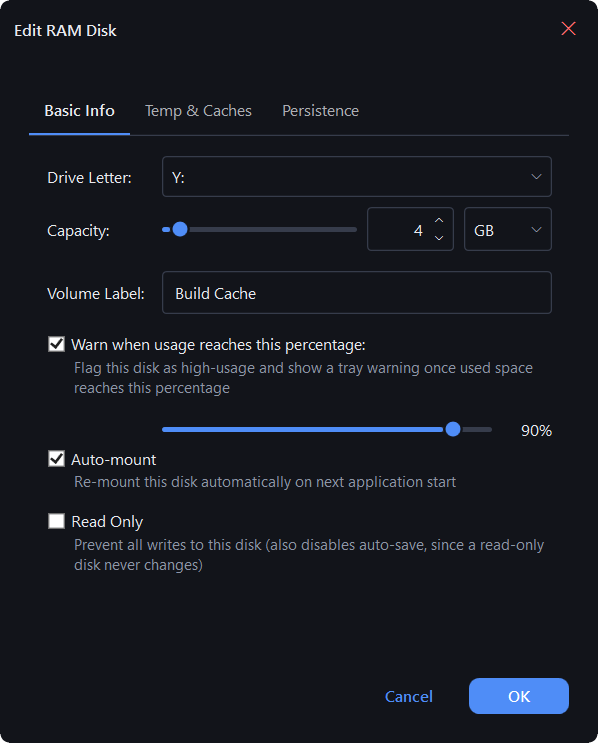 Edit RAM Disk
Basic Info Temp & Caches Persistence
Drive Letter: Y:
Capacity: 4 GB
Volume Label: Build Cache
Warn when usage reaches this percentage:
Flag this disk as high-usage and show a tray warning once used space
reaches this percentage
90%
Auto-mount
Re-mount this disk automatically on next application start
Read Only
Prevent all writes to this disk (also disables auto-save, since a read-only
disk never changes)
Cancel OK